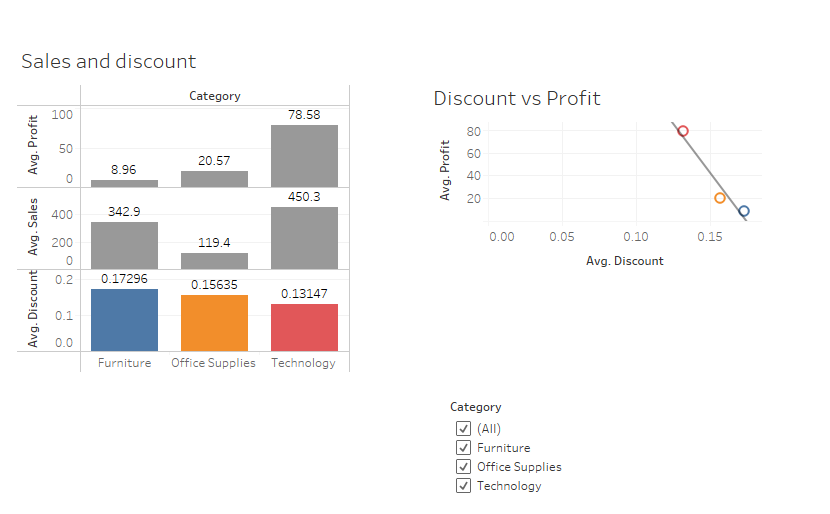 Sales and discount
Category
Avg. Profit
100
50
0
8.96
20.57
78.58
Avg. Sales
400
200
0
342.9
119.4
450.3
Avg. Discount
0.2
0.1
0.0
0.17296
0.15635
0.13147
Furniture Office Supplies Technology
Discount vs Profit
Avg. Profit
80
60
40
20
0.00 0.05 0.10 0.15
Avg. Discount
Category
(All)
Furniture
Office Supplies
Technology